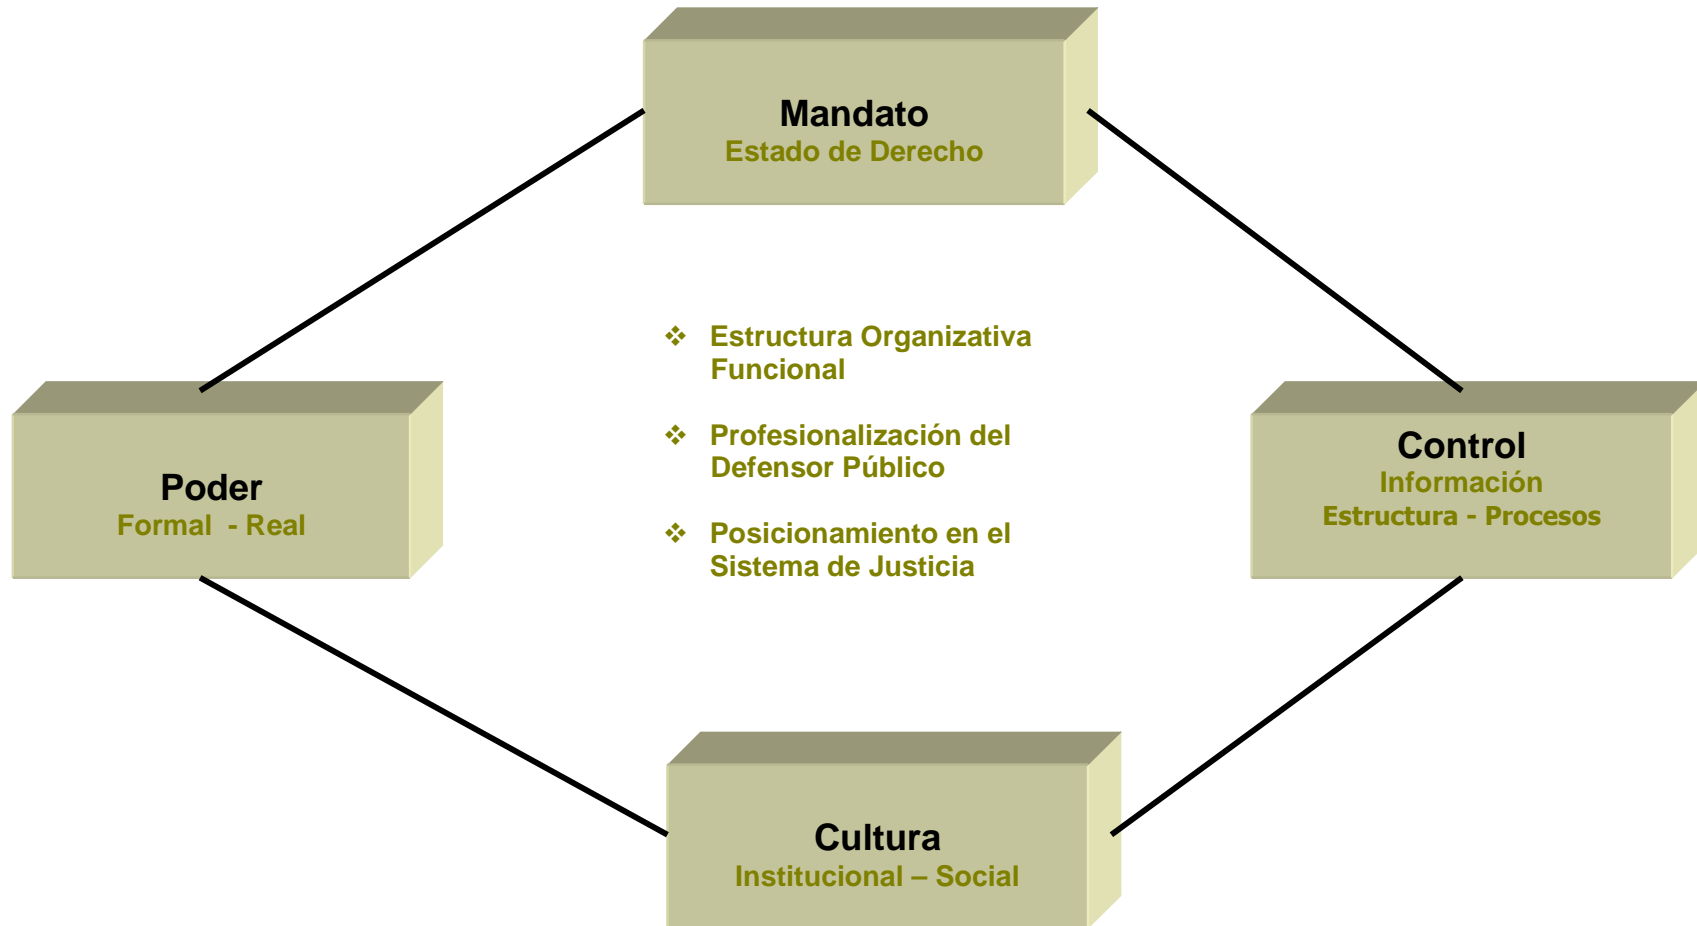 Mandato
Estado de Derecho
❖ Estructura Organizativa
Funcional
❖ Profesionalización del
Defensor Público
❖ Posicionamiento en el
Sistema de Justicia
Poder
Formal - Real
Control
Información
Estructura - Procesos
Cultura
Institucional – Social